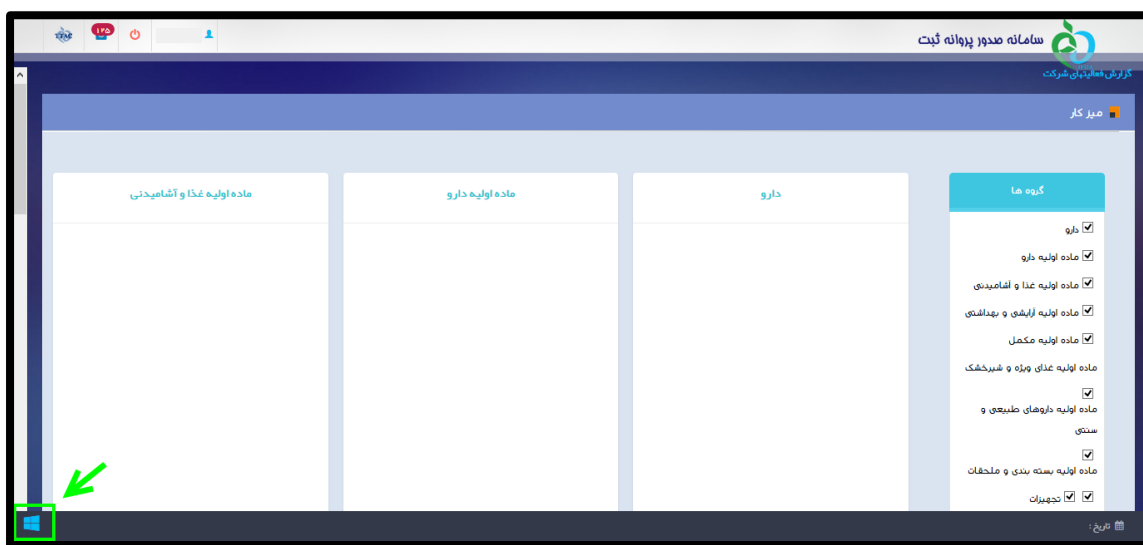 سامانه صدور پروانه ثبت
۱۲۵
TTAC
گزارش فعالیتهای شرکت
میز کار
گروه ها
دارو
ماده اولیه دارو
ماده اولیه غذا و آشامیدنی
دارو
ماده اولیه دارو
ماده اولیه غذا و آشامیدنی
ماده اولیه آرایشی و بهداشتی
ماده اولیه مکمل
ماده اولیه غذای ویژه و شیرخشک
ماده اولیه داروهای طبیعی و
سنتی
ماده اولیه بسته بندی و ملحقات
تجهیزات
تاریخ :